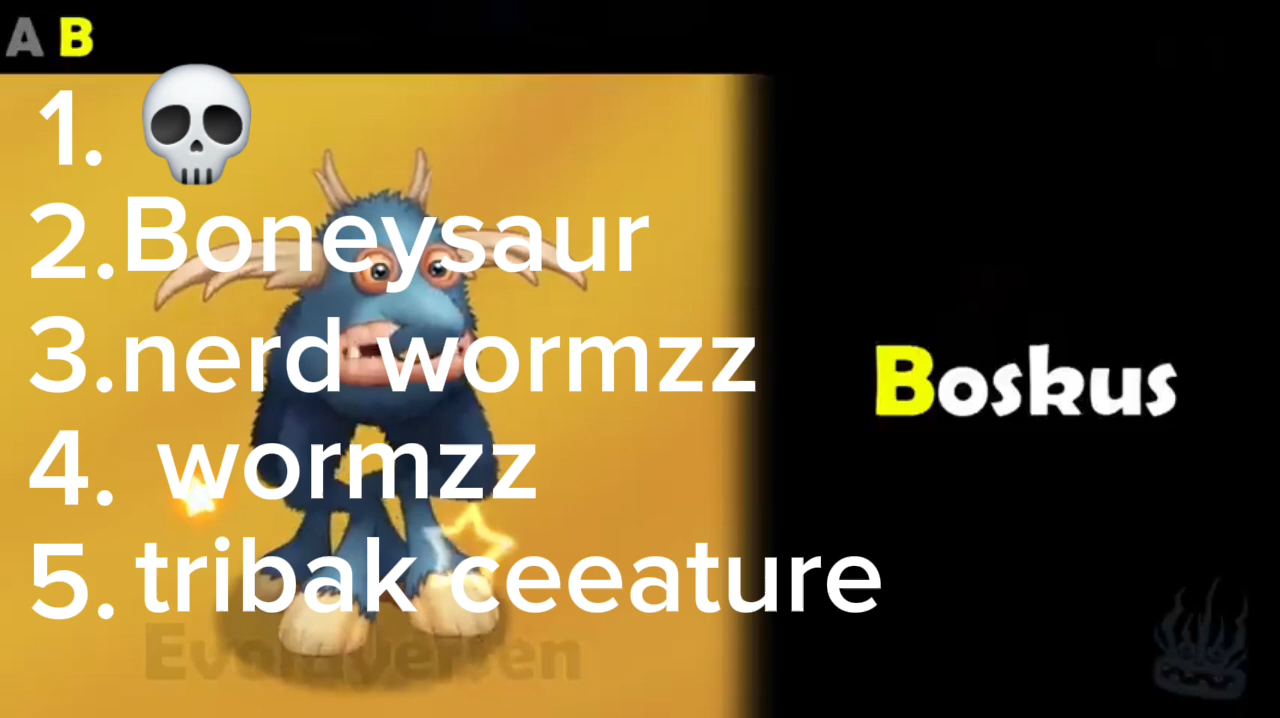 A B
1. 💀
2.Boneysaur
3.nerd wormzz
4. wormzz
5. tribak ceeature
Boskus